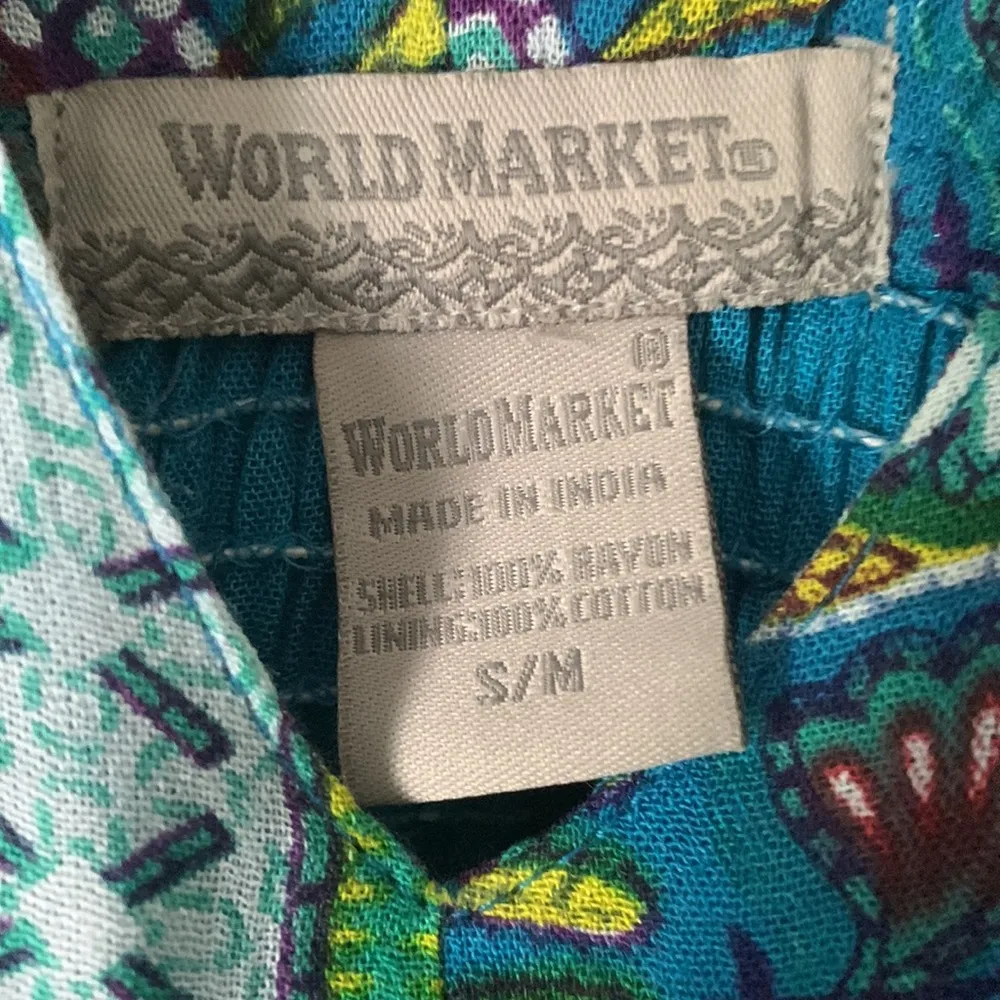 WORLD MARKET®
®
WORLD MARKET
MADE IN INDIA
SHELL:100% RAYON
LINING:100% COTTON
S/M